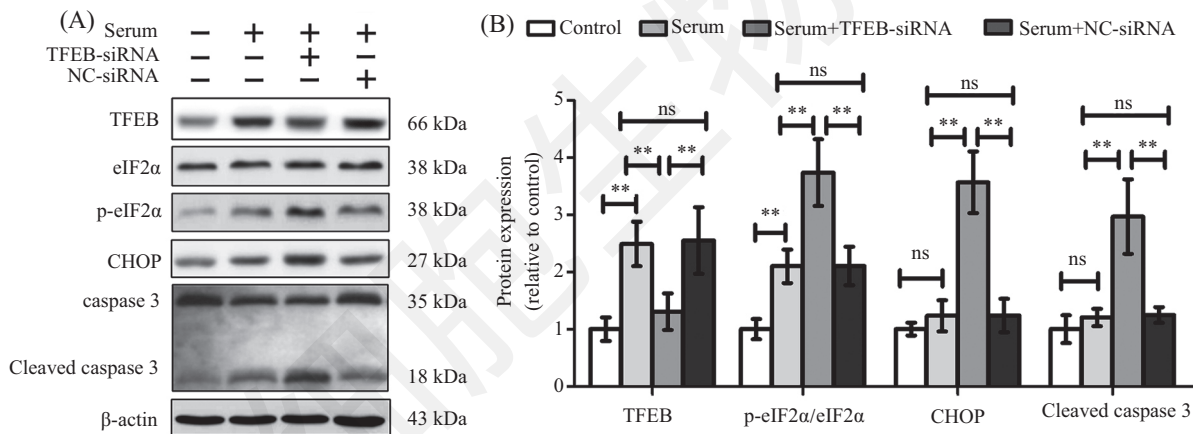 (A)
Serum − + + +
TFEB-siRNA − − + −
NC-siRNA − − − +
TFEB 66 kDa
eIF2α 38 kDa
p-eIF2α 38 kDa
CHOP 27 kDa
caspase 3 35 kDa
Cleaved caspase 3 18 kDa
β-actin 43 kDa
(B)
Control Serum Serum+TFEB-siRNA Serum+NC-siRNA
Protein expression
(relative to control)
5
4
3
2
1
0
** ** ** ns
** ** ** ns
ns ** ** ns
ns ** ** ns
TFEB p-eIF2α/eIF2α CHOP Cleaved caspase 3
胞生物